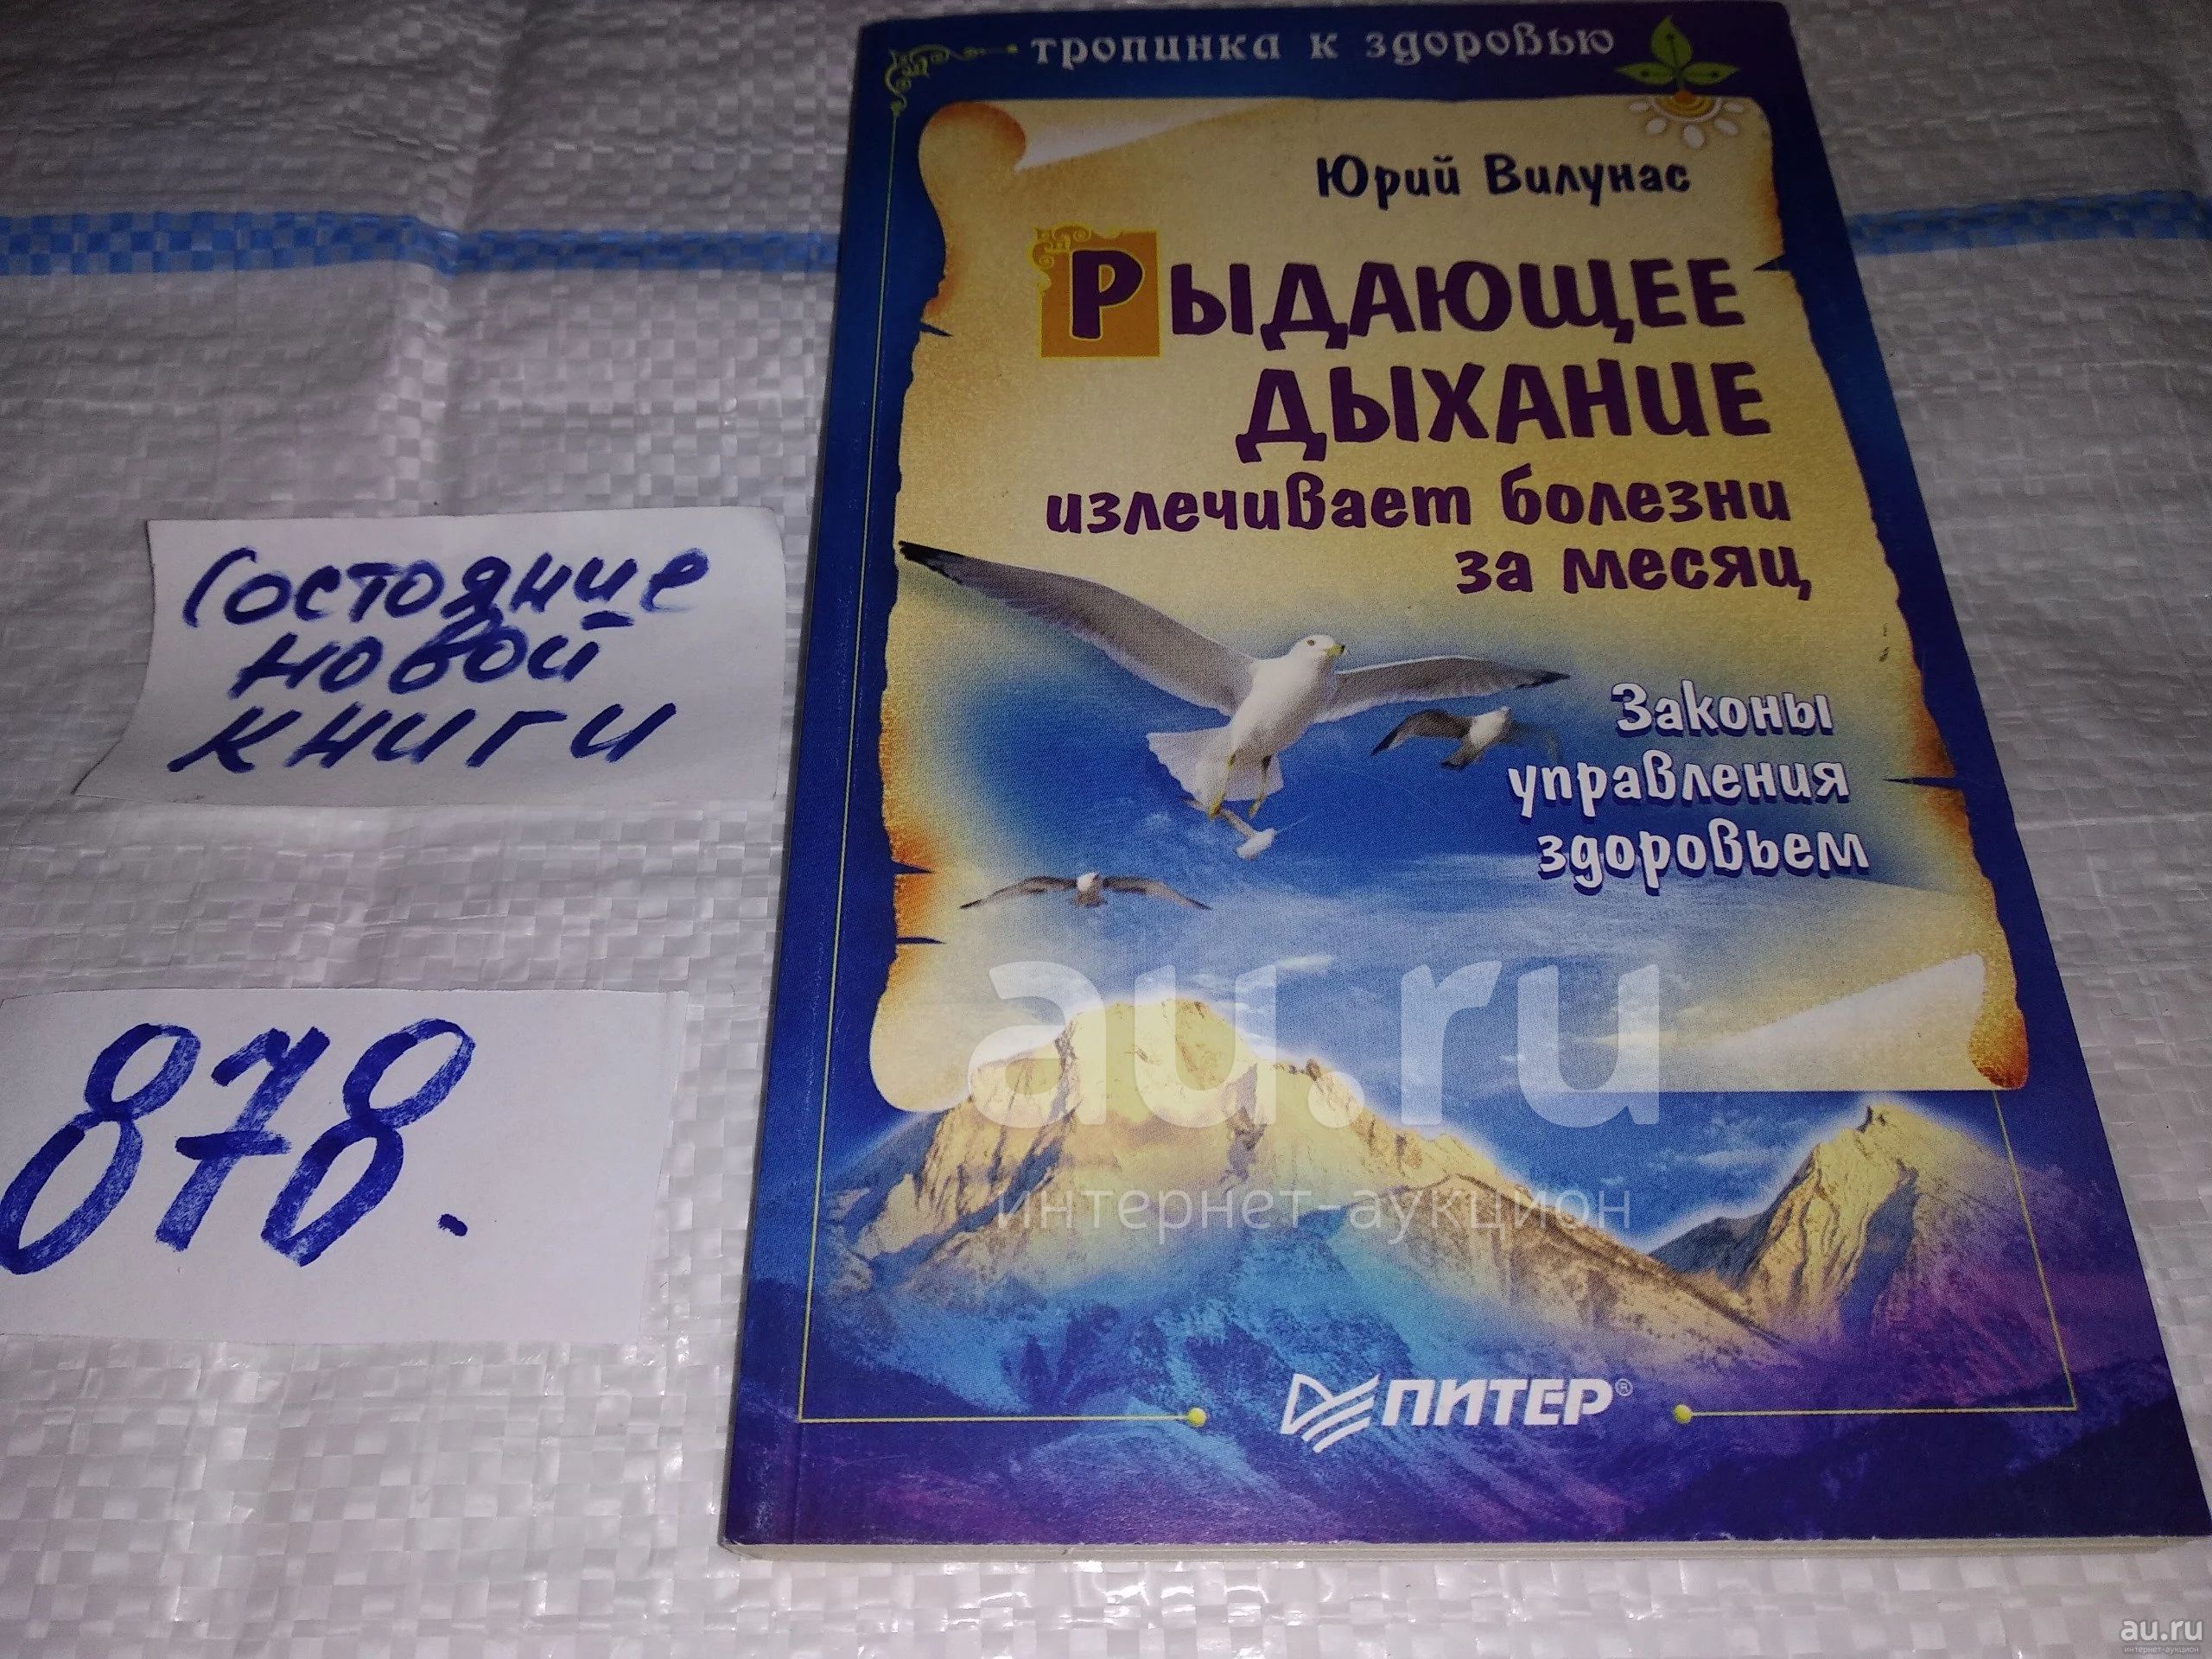 тропинка к здоровью
Юрий Вилунас
РЫДАЮЩЕЕ
ДЫХАНИЕ
излечивает болезни
за месяц
Законы
управления
здоровьем
ПИТЕР®
Состояние
новой
книги
878.
au.ru
интернет-аукцион
au.ru
интернет-аукцион